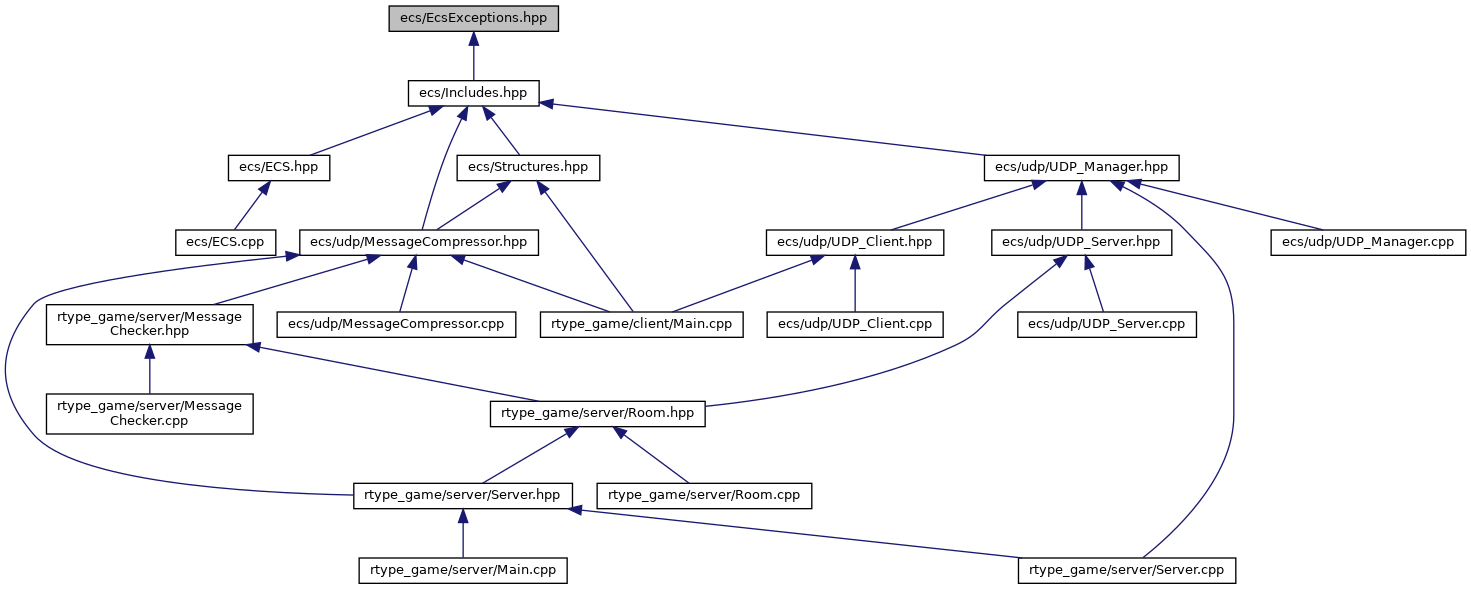 ecs/EcsExceptions.hpp
ecs/Includes.hpp
ecs/ECS.hpp
ecs/Structures.hpp
ecs/udp/UDP_Manager.hpp
ecs/ECS.cpp
ecs/udp/MessageCompressor.hpp
ecs/udp/UDP_Client.hpp
ecs/udp/UDP_Server.hpp
ecs/udp/UDP_Manager.cpp
rtype_game/server/Message
Checker.hpp
ecs/udp/MessageCompressor.cpp
rtype_game/client/Main.cpp
ecs/udp/UDP_Client.cpp
ecs/udp/UDP_Server.cpp
rtype_game/server/Message
Checker.cpp
rtype_game/server/Room.hpp
rtype_game/server/Server.hpp
rtype_game/server/Room.cpp
rtype_game/server/Main.cpp
rtype_game/server/Server.cpp